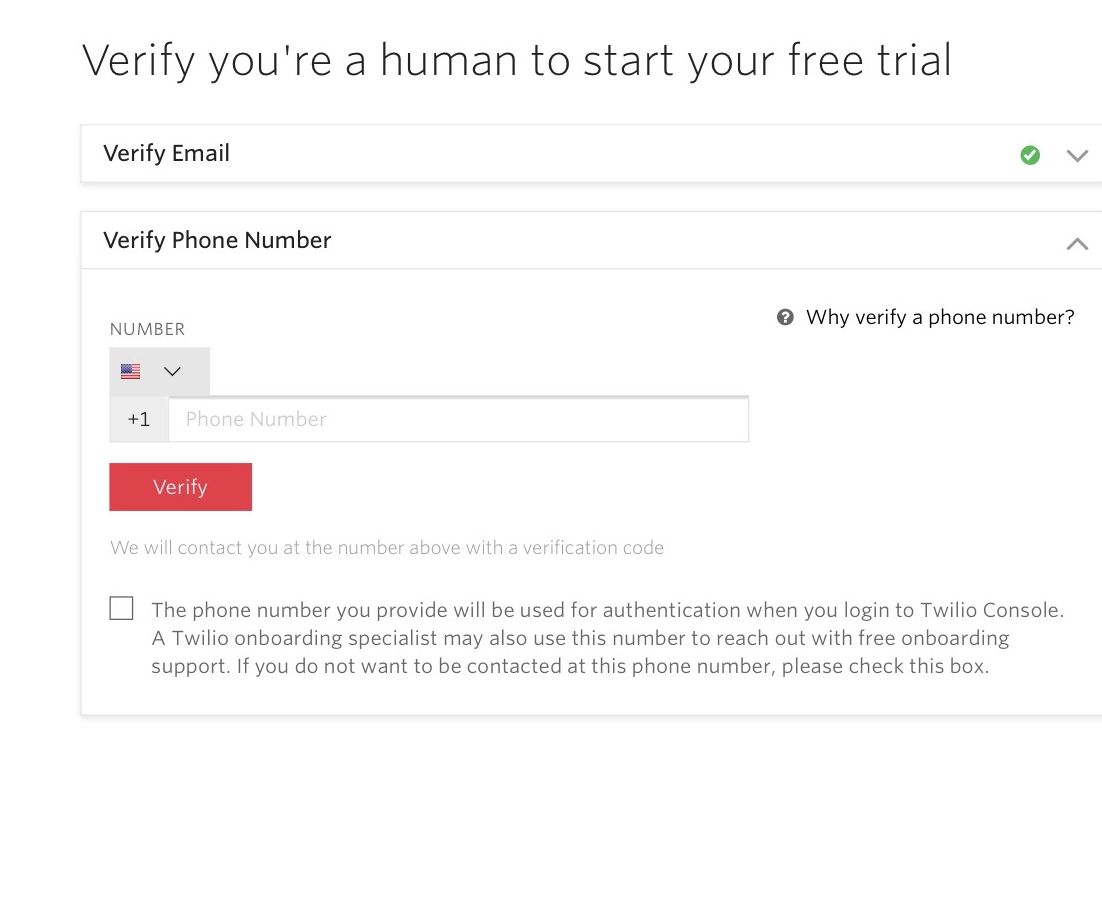 Verify you're a human to start your free trial
Verify Email
Verify Phone Number
Why verify a phone number?
NUMBER
+1 Phone Number
Verify
We will contact you at the number above with a verification code
The phone number you provide will be used for authentication when you login to Twilio Console.
A Twilio onboarding specialist may also use this number to reach out with free onboarding
support. If you do not want to be contacted at this phone number, please check this box.